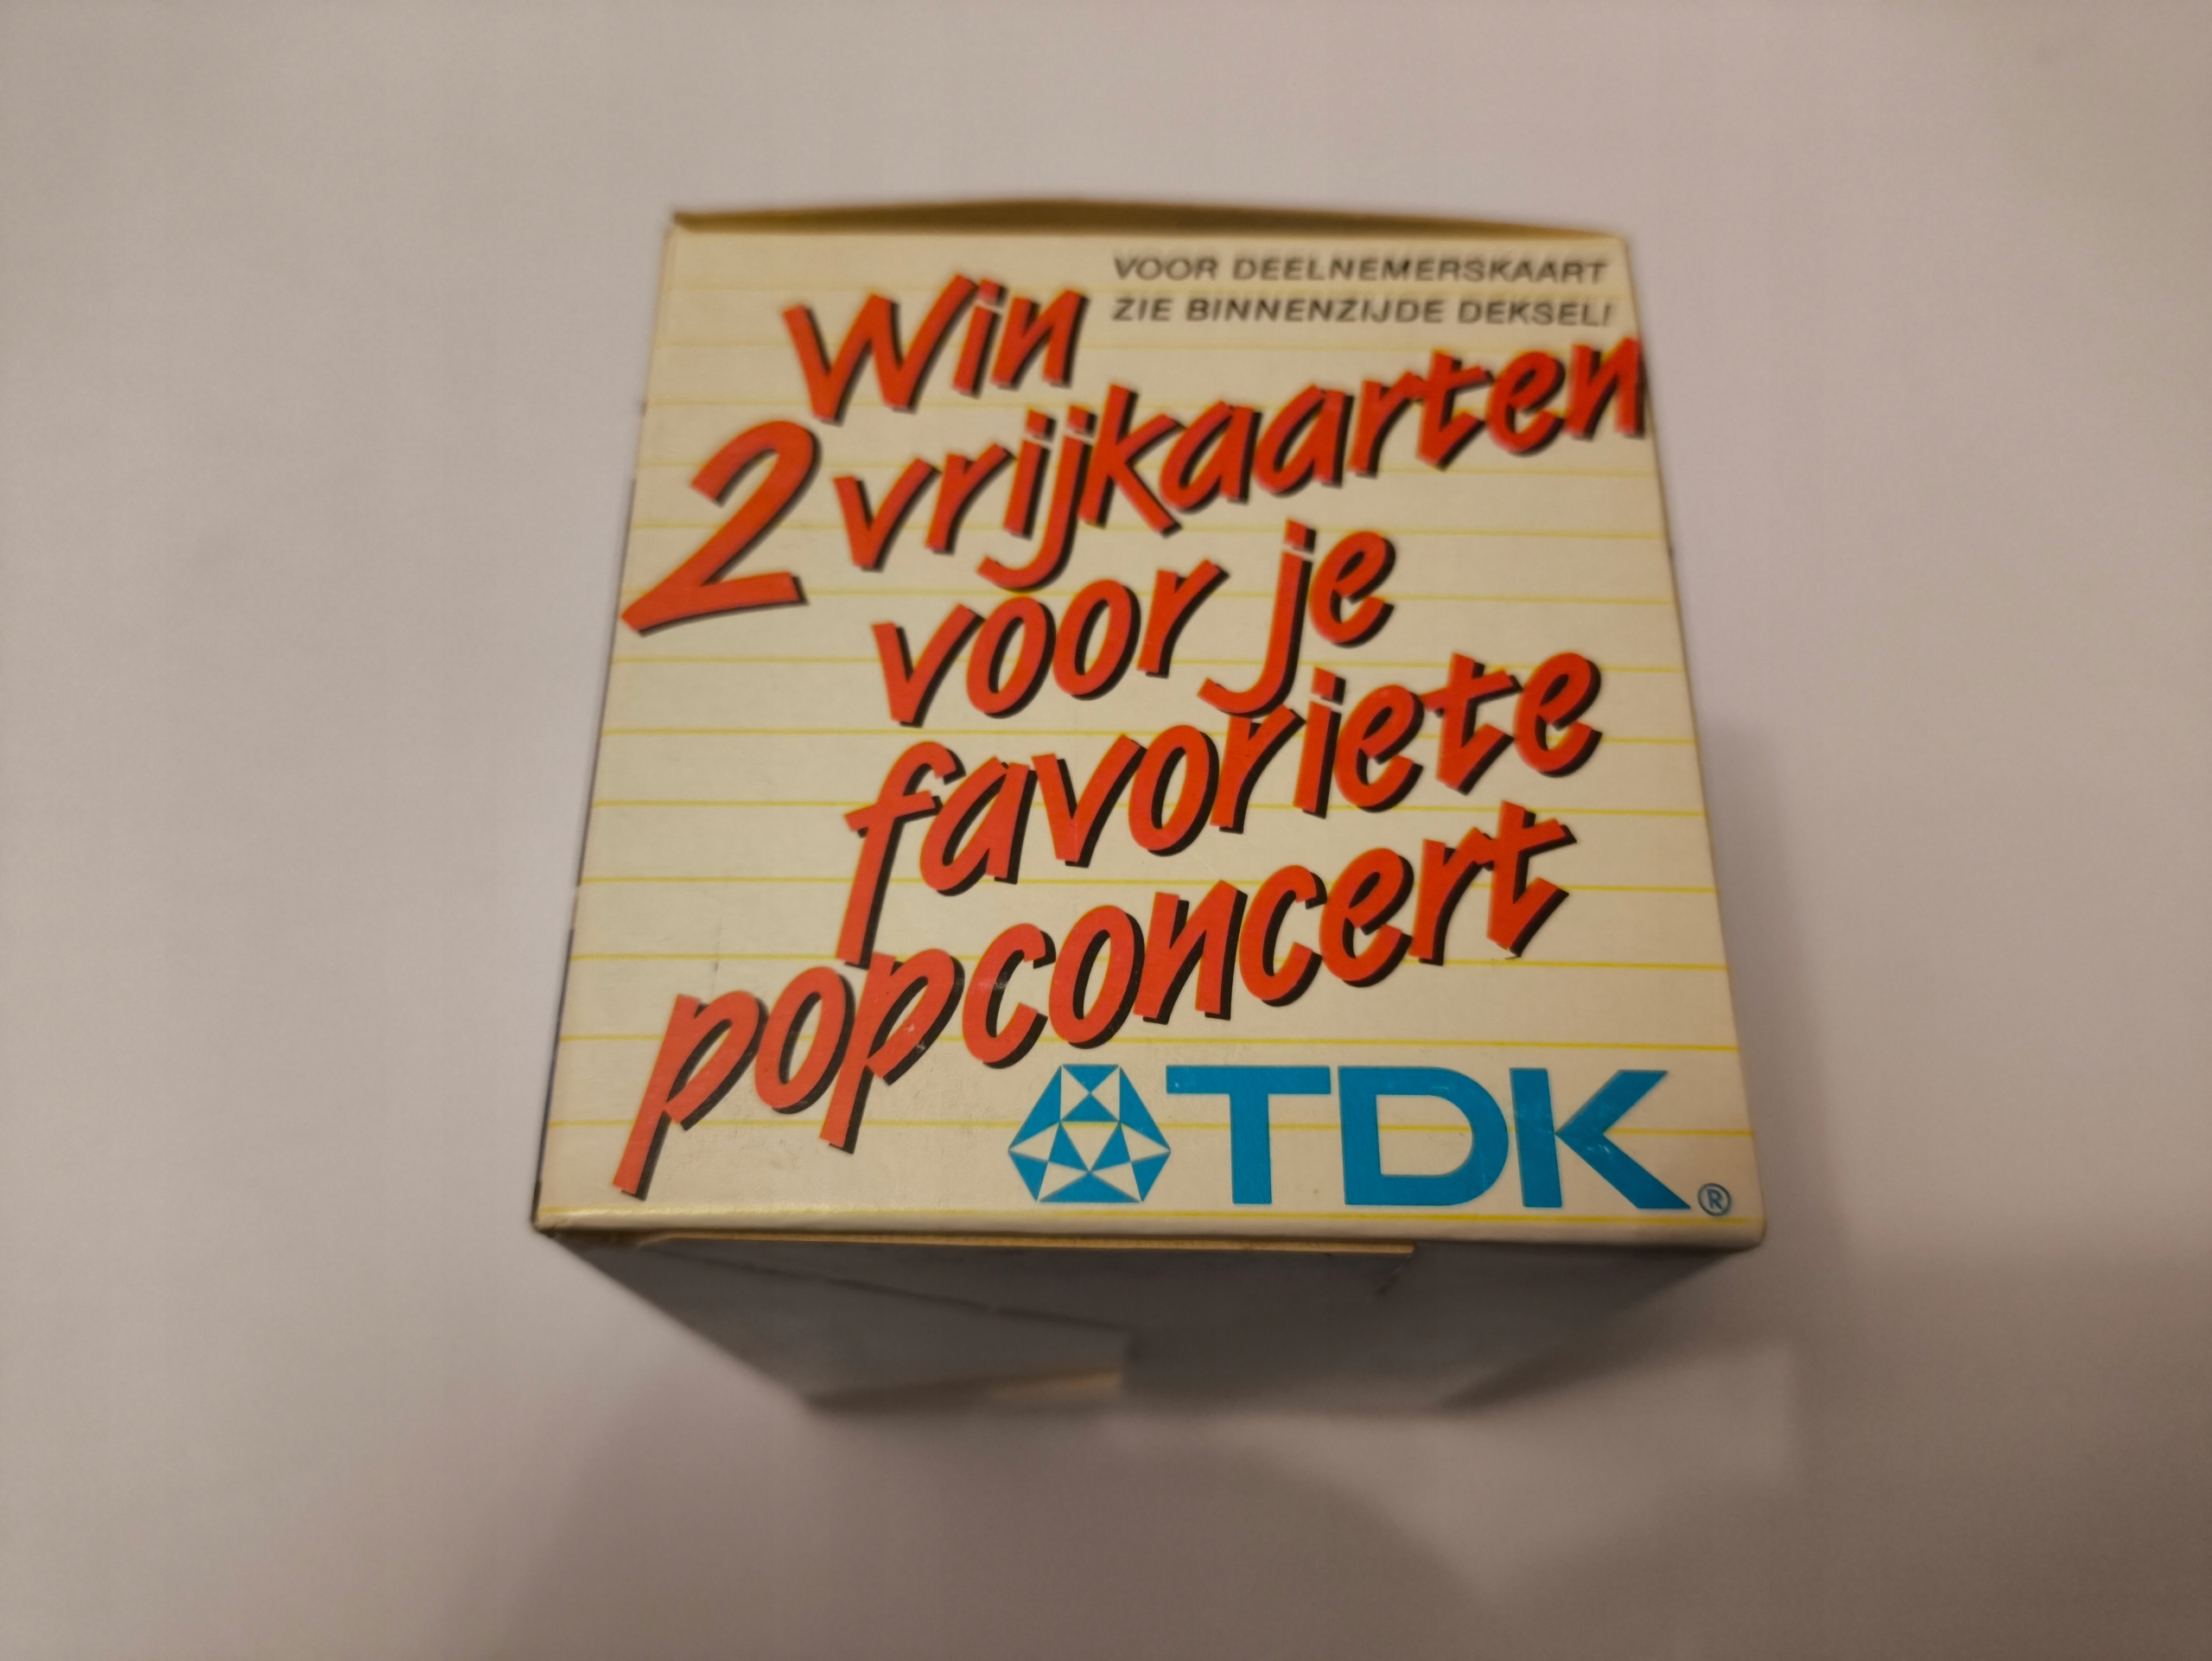 VOOR DEELNEMERSKAART
ZIE BINNENZIJDE DEKSEL!
Win
2 vrijkaarten
voor je
favoriete
popconcert
TDK®